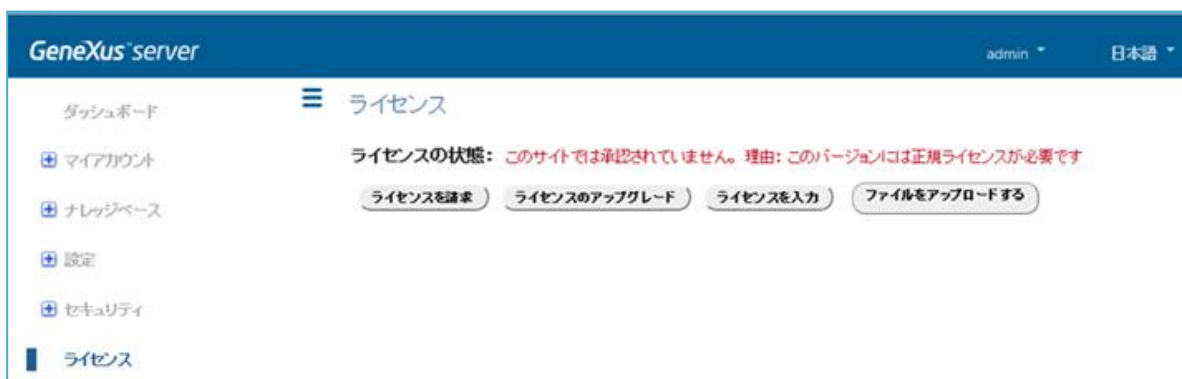 GeneXus™ server
admin
日本語
ダッシュボード
マイアカウント
ナレッジベース
設定
セキュリティ
ライセンス
ライセンス
ライセンスの状態: このサイトでは承認されていません。理由: このバージョンには正規ライセンスが必要です
ライセンスを請求 ライセンスのアップグレード ライセンスを入力 ファイルをアップロードする